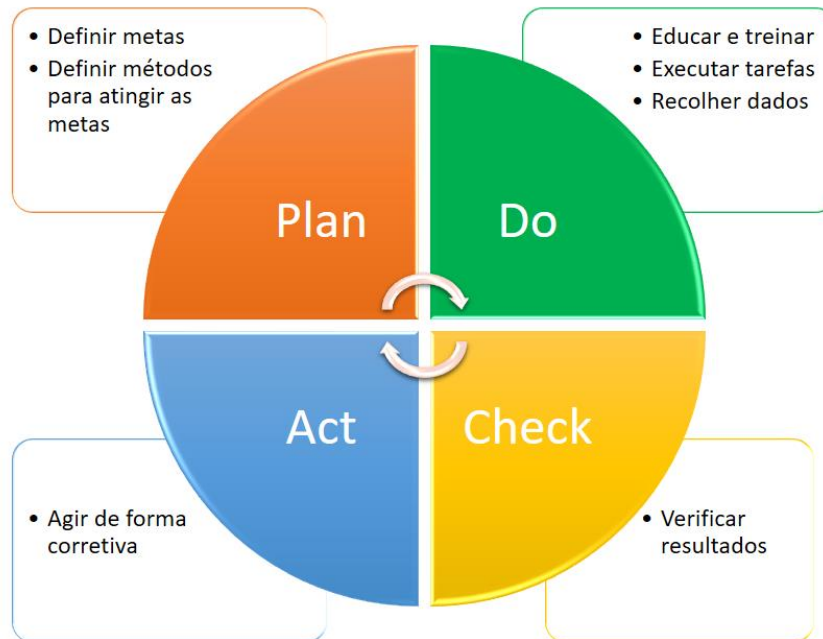 • Definir metas
• Definir métodos
para atingir as
metas
• Educar e treinar
• Executar tarefas
• Recolher dados
Plan
Do
Act
Check
• Agir de forma
corretiva
• Verificar
resultados